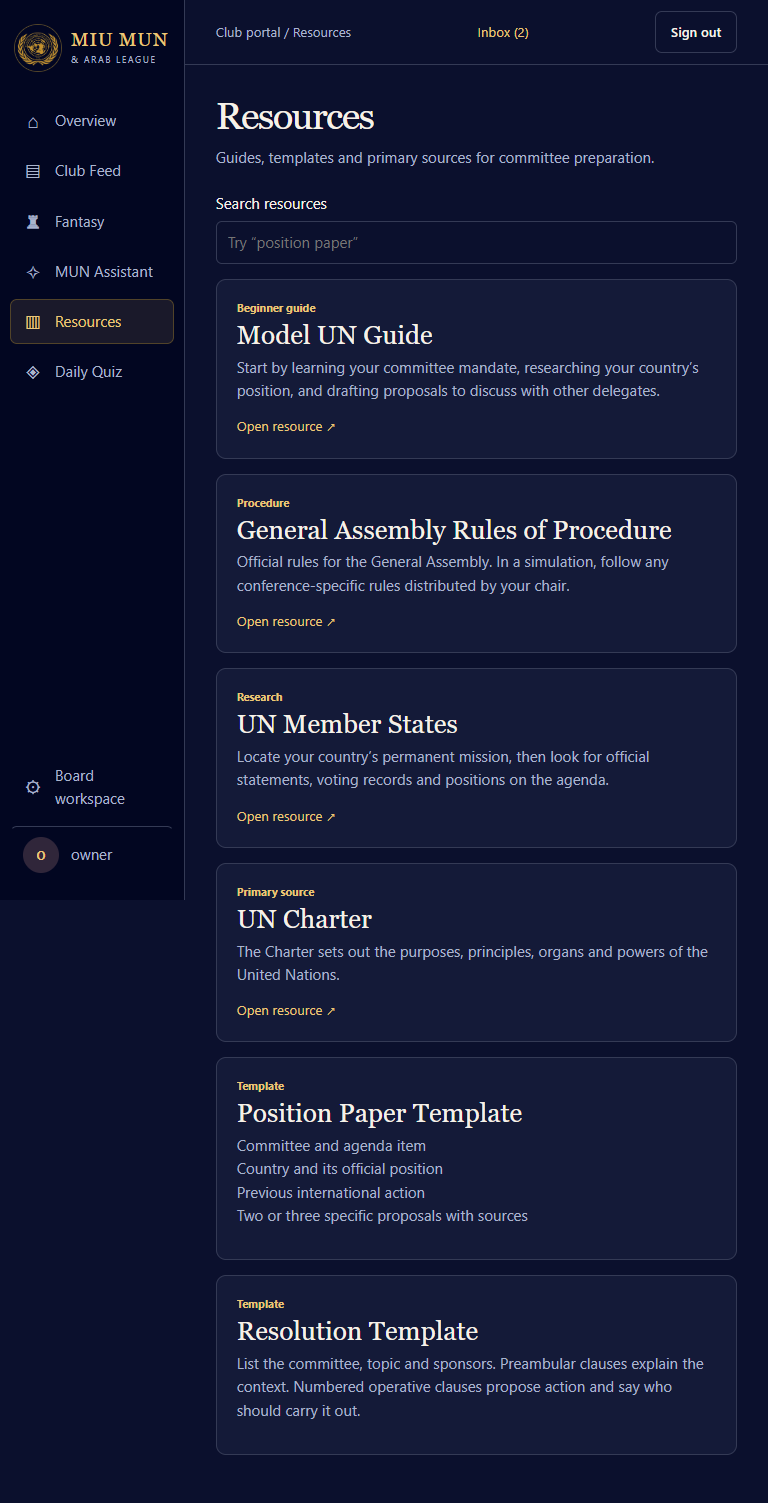 MIU MUN
& ARAB LEAGUE
Overview
Club Feed
Fantasy
MUN Assistant
Resources
Daily Quiz
Board
workspace
O
owner
Club portal / Resources
Inbox (2)
Sign out
Resources
Guides, templates and primary sources for committee preparation.
Search resources
Try “position paper”
Beginner guide
Model UN Guide
Start by learning your committee mandate, researching your country’s
position, and drafting proposals to discuss with other delegates.
Open resource ↗
Procedure
General Assembly Rules of Procedure
Official rules for the General Assembly. In a simulation, follow any
conference-specific rules distributed by your chair.
Open resource ↗
Research
UN Member States
Locate your country’s permanent mission, then look for official
statements, voting records and positions on the agenda.
Open resource ↗
Primary source
UN Charter
The Charter sets out the purposes, principles, organs and powers of the
United Nations.
Open resource ↗
Template
Position Paper Template
Committee and agenda item
Country and its official position
Previous international action
Two or three specific proposals with sources
Template
Resolution Template
List the committee, topic and sponsors. Preambular clauses explain the
context. Numbered operative clauses propose action and say who
should carry it out.